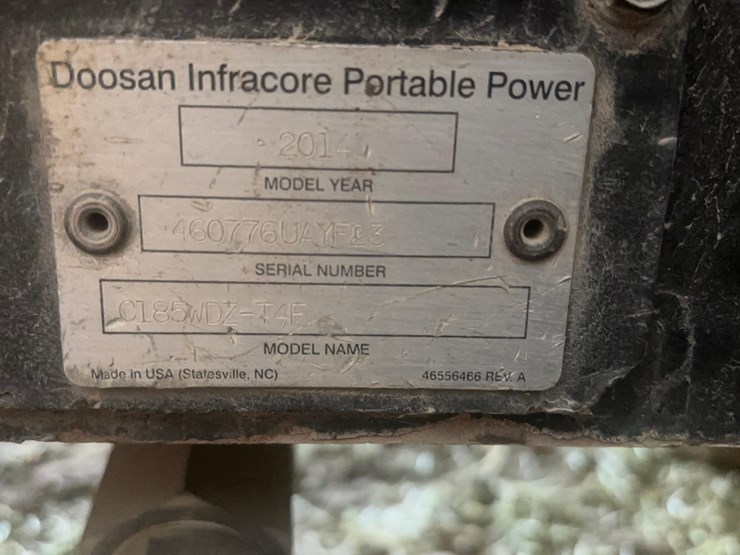 Doosan Infracore Portable Power
2014
MODEL YEAR
SERIAL NUMBER
C185WDZ-T4F
MODEL NAME
Made in USA (Statesville, NC)
46556466 REV. A